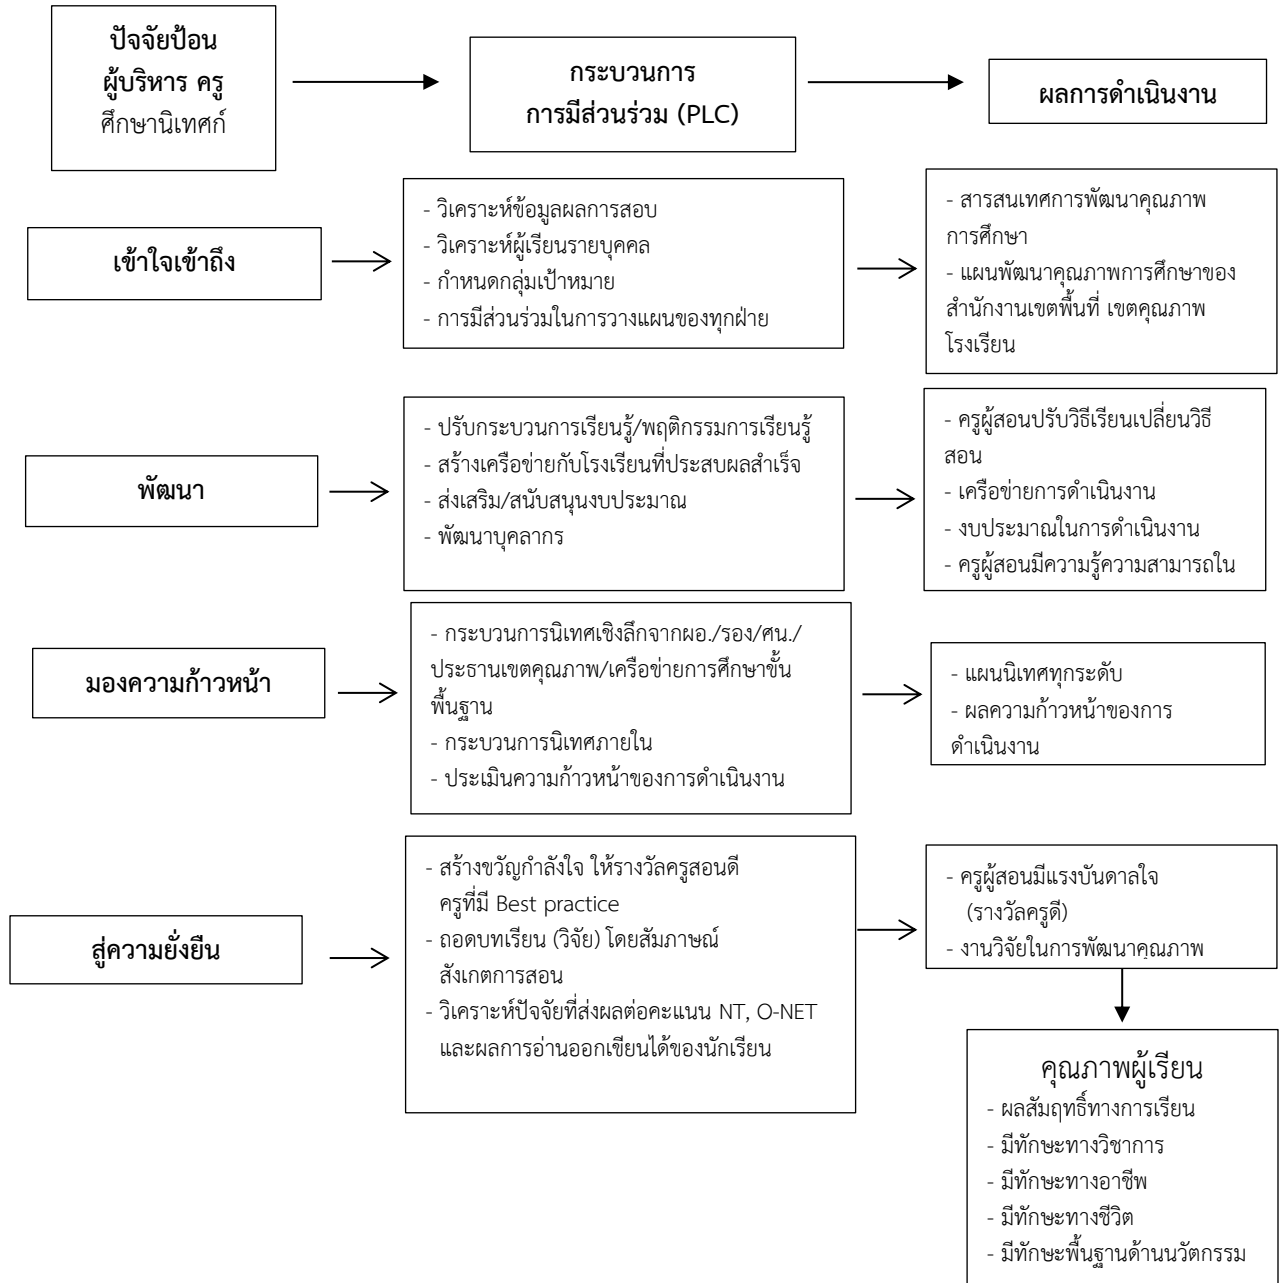 ปัจจัยป้อน
ผู้บริหาร ครู
ศึกษานิเทศก์
กระบวนการ
การมีส่วนร่วม (PLC)
ผลการดำเนินงาน
เข้าใจเข้าถึง
- วิเคราะห์ข้อมูลผลการสอบ
- วิเคราะห์ผู้เรียนรายบุคคล
- กำหนดกลุ่มเป้าหมาย
- การมีส่วนร่วมในการวางแผนของทุกฝ่าย
- สารสนเทศการพัฒนาคุณภาพ
การศึกษา
- แผนพัฒนาคุณภาพการศึกษาของ
สำนักงานเขตพื้นที่ เขตคุณภาพ
โรงเรียน
พัฒนา
- ปรับกระบวนการเรียนรู้/พฤติกรรมการเรียนรู้
- สร้างเครือข่ายกับโรงเรียนที่ประสบผลสำเร็จ
- ส่งเสริม/สนับสนุนงบประมาณ
- พัฒนาบุคลากร
- ครูผู้สอนปรับวิธีเรียนเปลี่ยนวิธี
สอน
- เครือข่ายการดำเนินงาน
- งบประมาณในการดำเนินงาน
- ครูผู้สอนมีความรู้ความสามารถใน
มองความก้าวหน้า
- กระบวนการนิเทศเชิงลึกจากผอ./รอง/ศน./
ประธานเขตคุณภาพ/เครือข่ายการศึกษาขั้น
พื้นฐาน
- กระบวนการนิเทศภายใน
- ประเมินความก้าวหน้าของการดำเนินงาน
- แผนนิเทศทุกระดับ
- ผลความก้าวหน้าของการ
ดำเนินงาน
สู่ความยั่งยืน
- สร้างขวัญกำลังใจ ให้รางวัลครูสอนดี
ครูที่มี Best practice
- ถอดบทเรียน (วิจัย) โดยสัมภาษณ์
สังเกตการสอน
- วิเคราะห์ปัจจัยที่ส่งผลต่อคะแนน NT, O-NET
และผลการอ่านออกเขียนได้ของนักเรียน
- ครูผู้สอนมีแรงบันดาลใจ
(รางวัลครูดี)
- งานวิจัยในการพัฒนาคุณภาพ
คุณภาพผู้เรียน
- ผลสัมฤทธิ์ทางการเรียน
- มีทักษะทางวิชาการ
- มีทักษะทางอาชีพ
- มีทักษะทางชีวิต
- มีทักษะพื้นฐานด้านนวัตกรรม